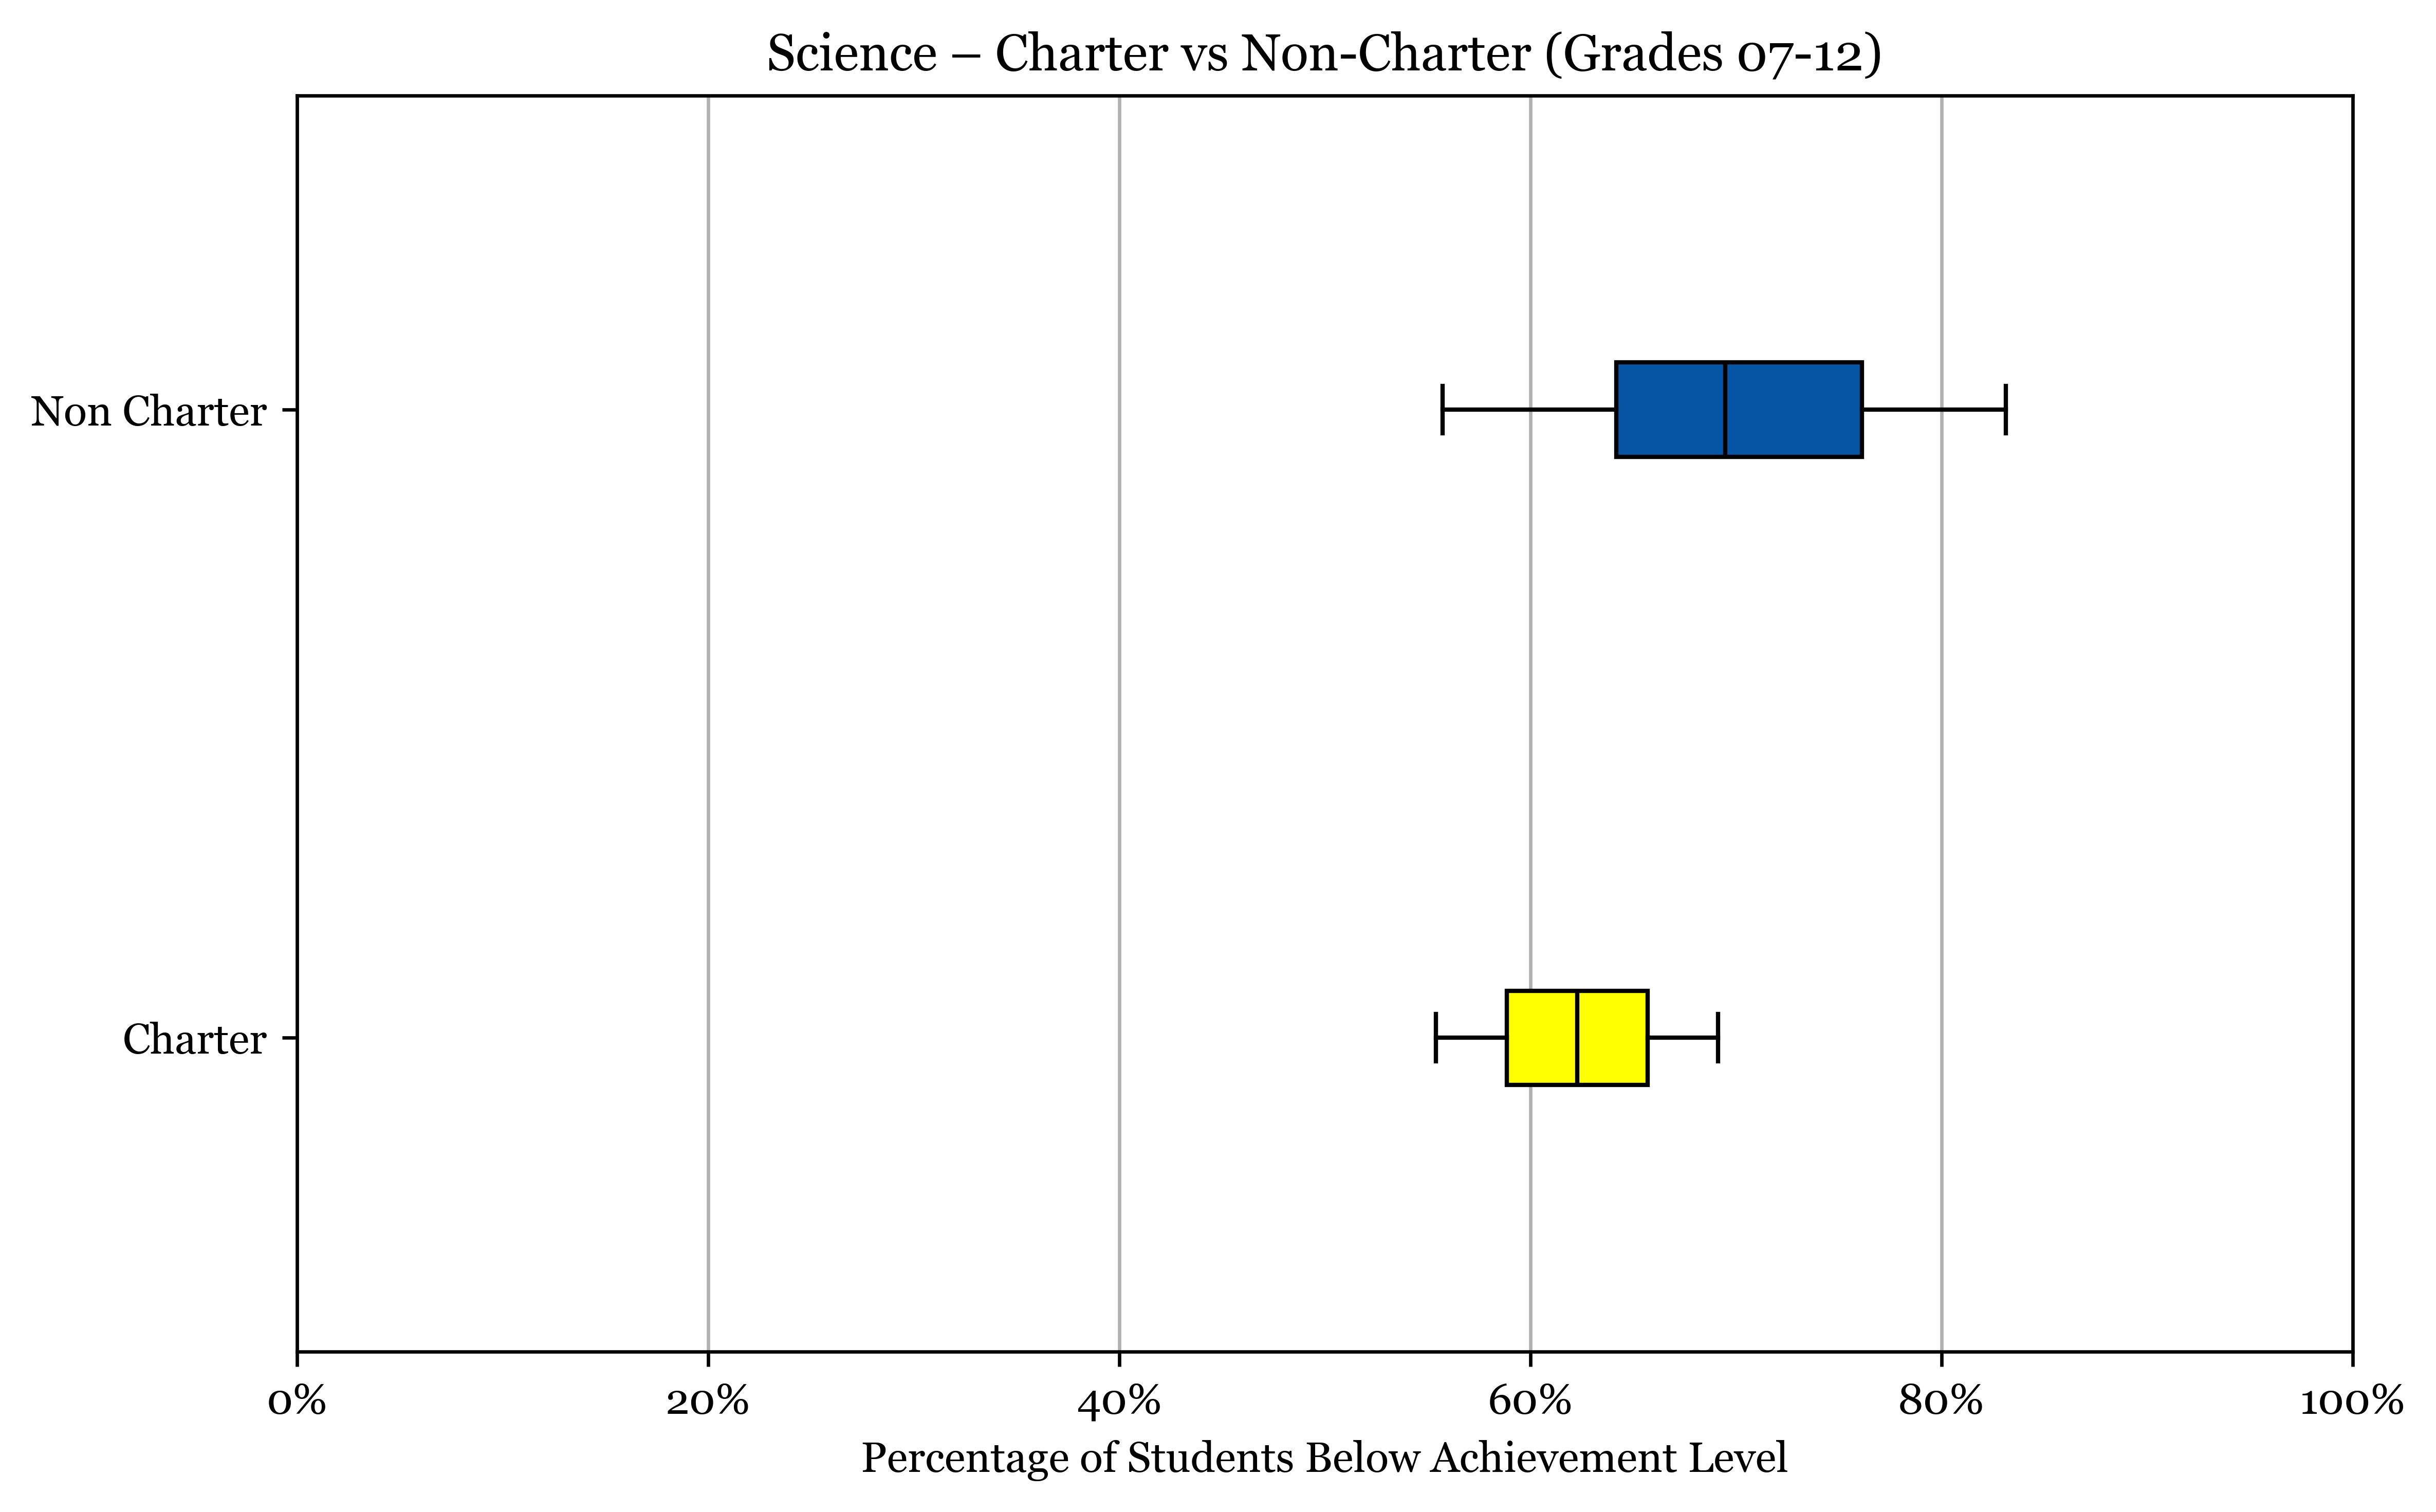 Science – Charter vs Non-Charter (Grades 07-12)
Non Charter
Charter
0% 20% 40% 60% 80% 100%
Percentage of Students Below Achievement Level